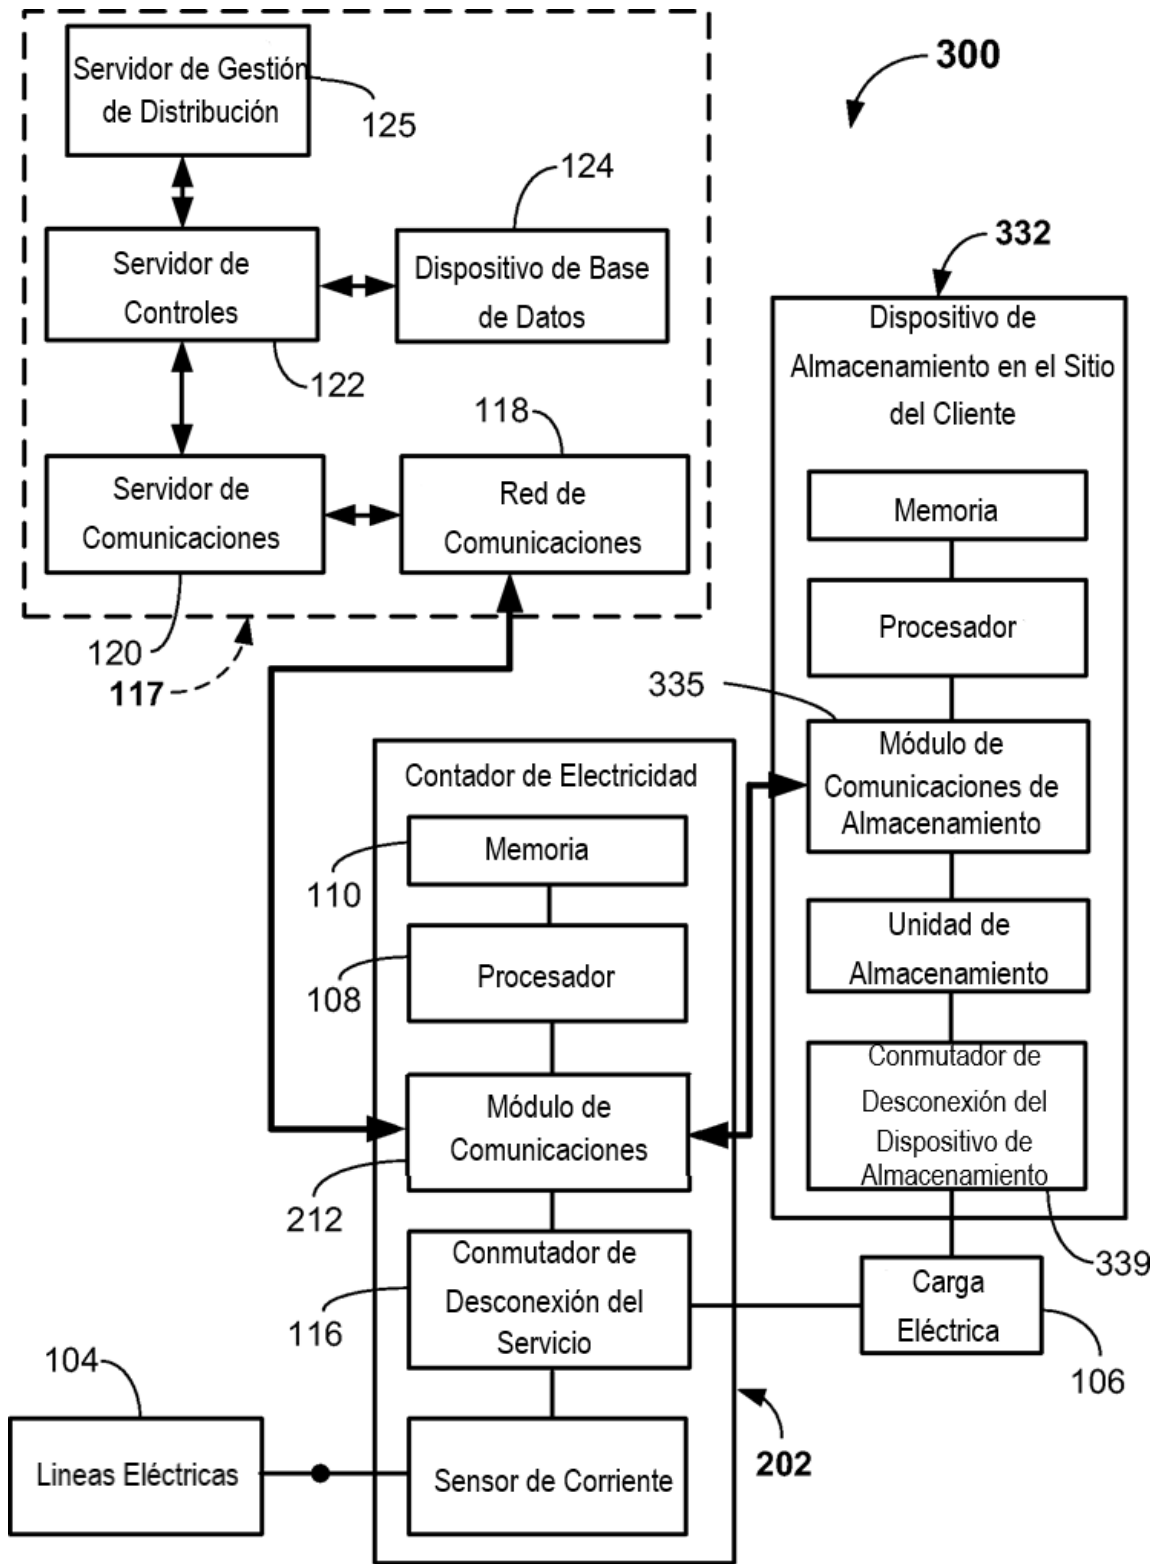 Servidor de Gestión
de Distribución
125
300
124
Servidor de
Controles
122
Dispositivo de Base
de Datos
332
Dispositivo de
Almacenamiento en el Sitio
del Cliente
118
Servidor de
Comunicaciones
120
Red de
Comunicaciones
117
Memoria
Procesador
335
Módulo de
Comunicaciones de
Almacenamiento
Unidad de
Almacenamiento
Conmutador de
Desconexión del
Dispositivo de
Almacenamiento
339
Contador de Electricidad
Memoria
110
Procesador
108
Módulo de
Comunicaciones
212
Conmutador de
Desconexión del
Servicio
116
Carga
Eléctrica
106
104
Lineas Eléctricas
Sensor de Corriente
202